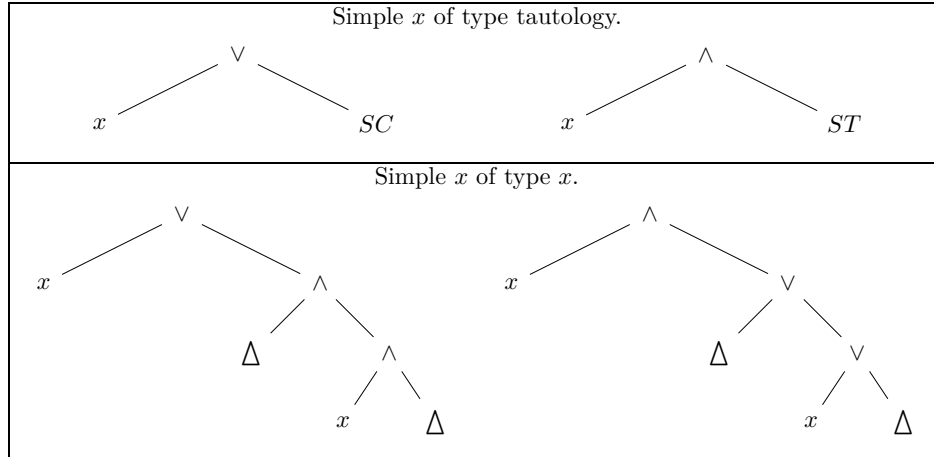 Simple x of type tautology.
∨ ∧
x SC x ST
Simple x of type x.
∨ ∧
x ∧ x ∨
Δ ∧ Δ ∨
x Δ x Δ